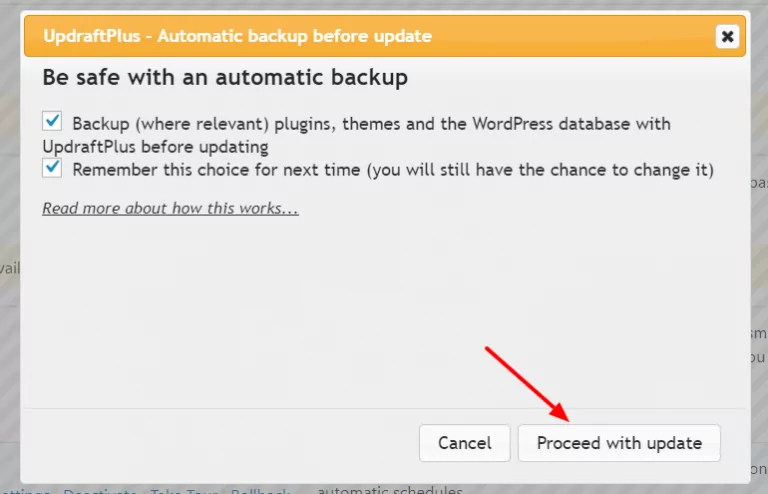 UpdraftPlus - Automatic backup before update
Be safe with an automatic backup
Backup (where relevant) plugins, themes and the WordPress database with
UpdraftPlus before updating
Remember this choice for next time (you will still have the chance to change it)
Read more about how this works...
Cancel
Proceed with update
automatic schedules